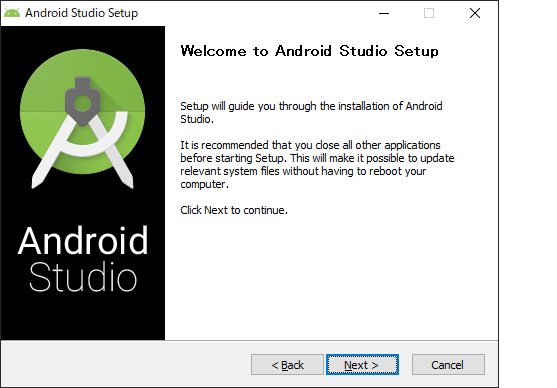 Android Studio Setup
Welcome to Android Studio Setup
Setup will guide you through the installation of Android
Studio.
It is recommended that you close all other applications
before starting Setup. This will make it possible to update
relevant system files without having to reboot your
computer.
Click Next to continue.
Android
Studio
< Back
Next >
Cancel